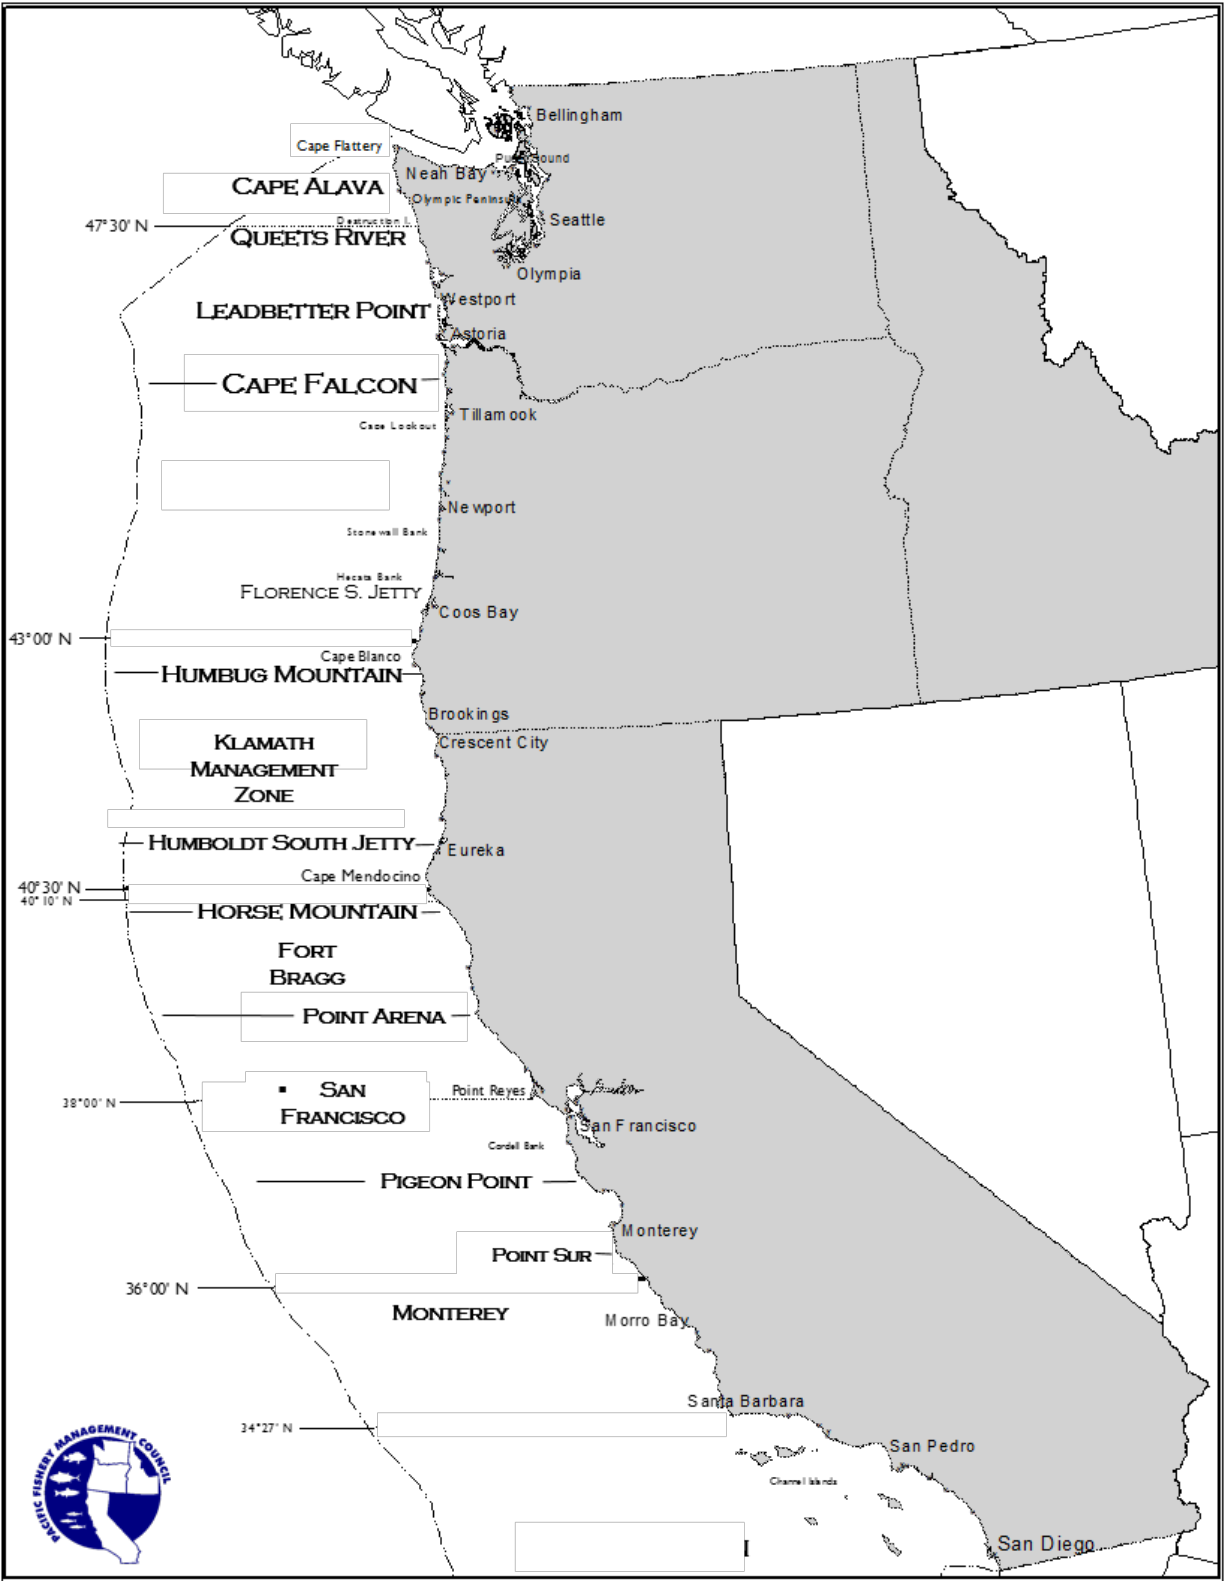 Bellingham
Cape Flattery
Puget Sound
Neah Bay
CAPE ALAVA
Olympic Peninsula
Destruction I.
Seattle
47°30' N
QUEETS RIVER
Olympia
Westport
LEADBETTER POINT
Astoria
CAPE FALCON
Tillamook
Cape Lookout
Newport
Stonewall Bank
Heceta Bank
FLORENCE S. JETTY
Coos Bay
43°00' N
Cape Blanco
HUMBUG MOUNTAIN
Brookings
Crescent City
KLAMATH
MANAGEMENT
ZONE
HUMBOLDT SOUTH JETTY
Eureka
Cape Mendocino
40°30' N
40°10' N
HORSE MOUNTAIN
FORT
BRAGG
POINT ARENA
Point Reyes
SAN
FRANCISCO
38°00' N
San Francisco
Cordell Bank
PIGEON POINT
Monterey
POINT SUR
36°00' N
MONTEREY
Morro Bay
Santa Barbara
34°27' N
San Pedro
Channel Islands
San Diego
PACIFIC FISHERY MANAGEMENT COUNCIL